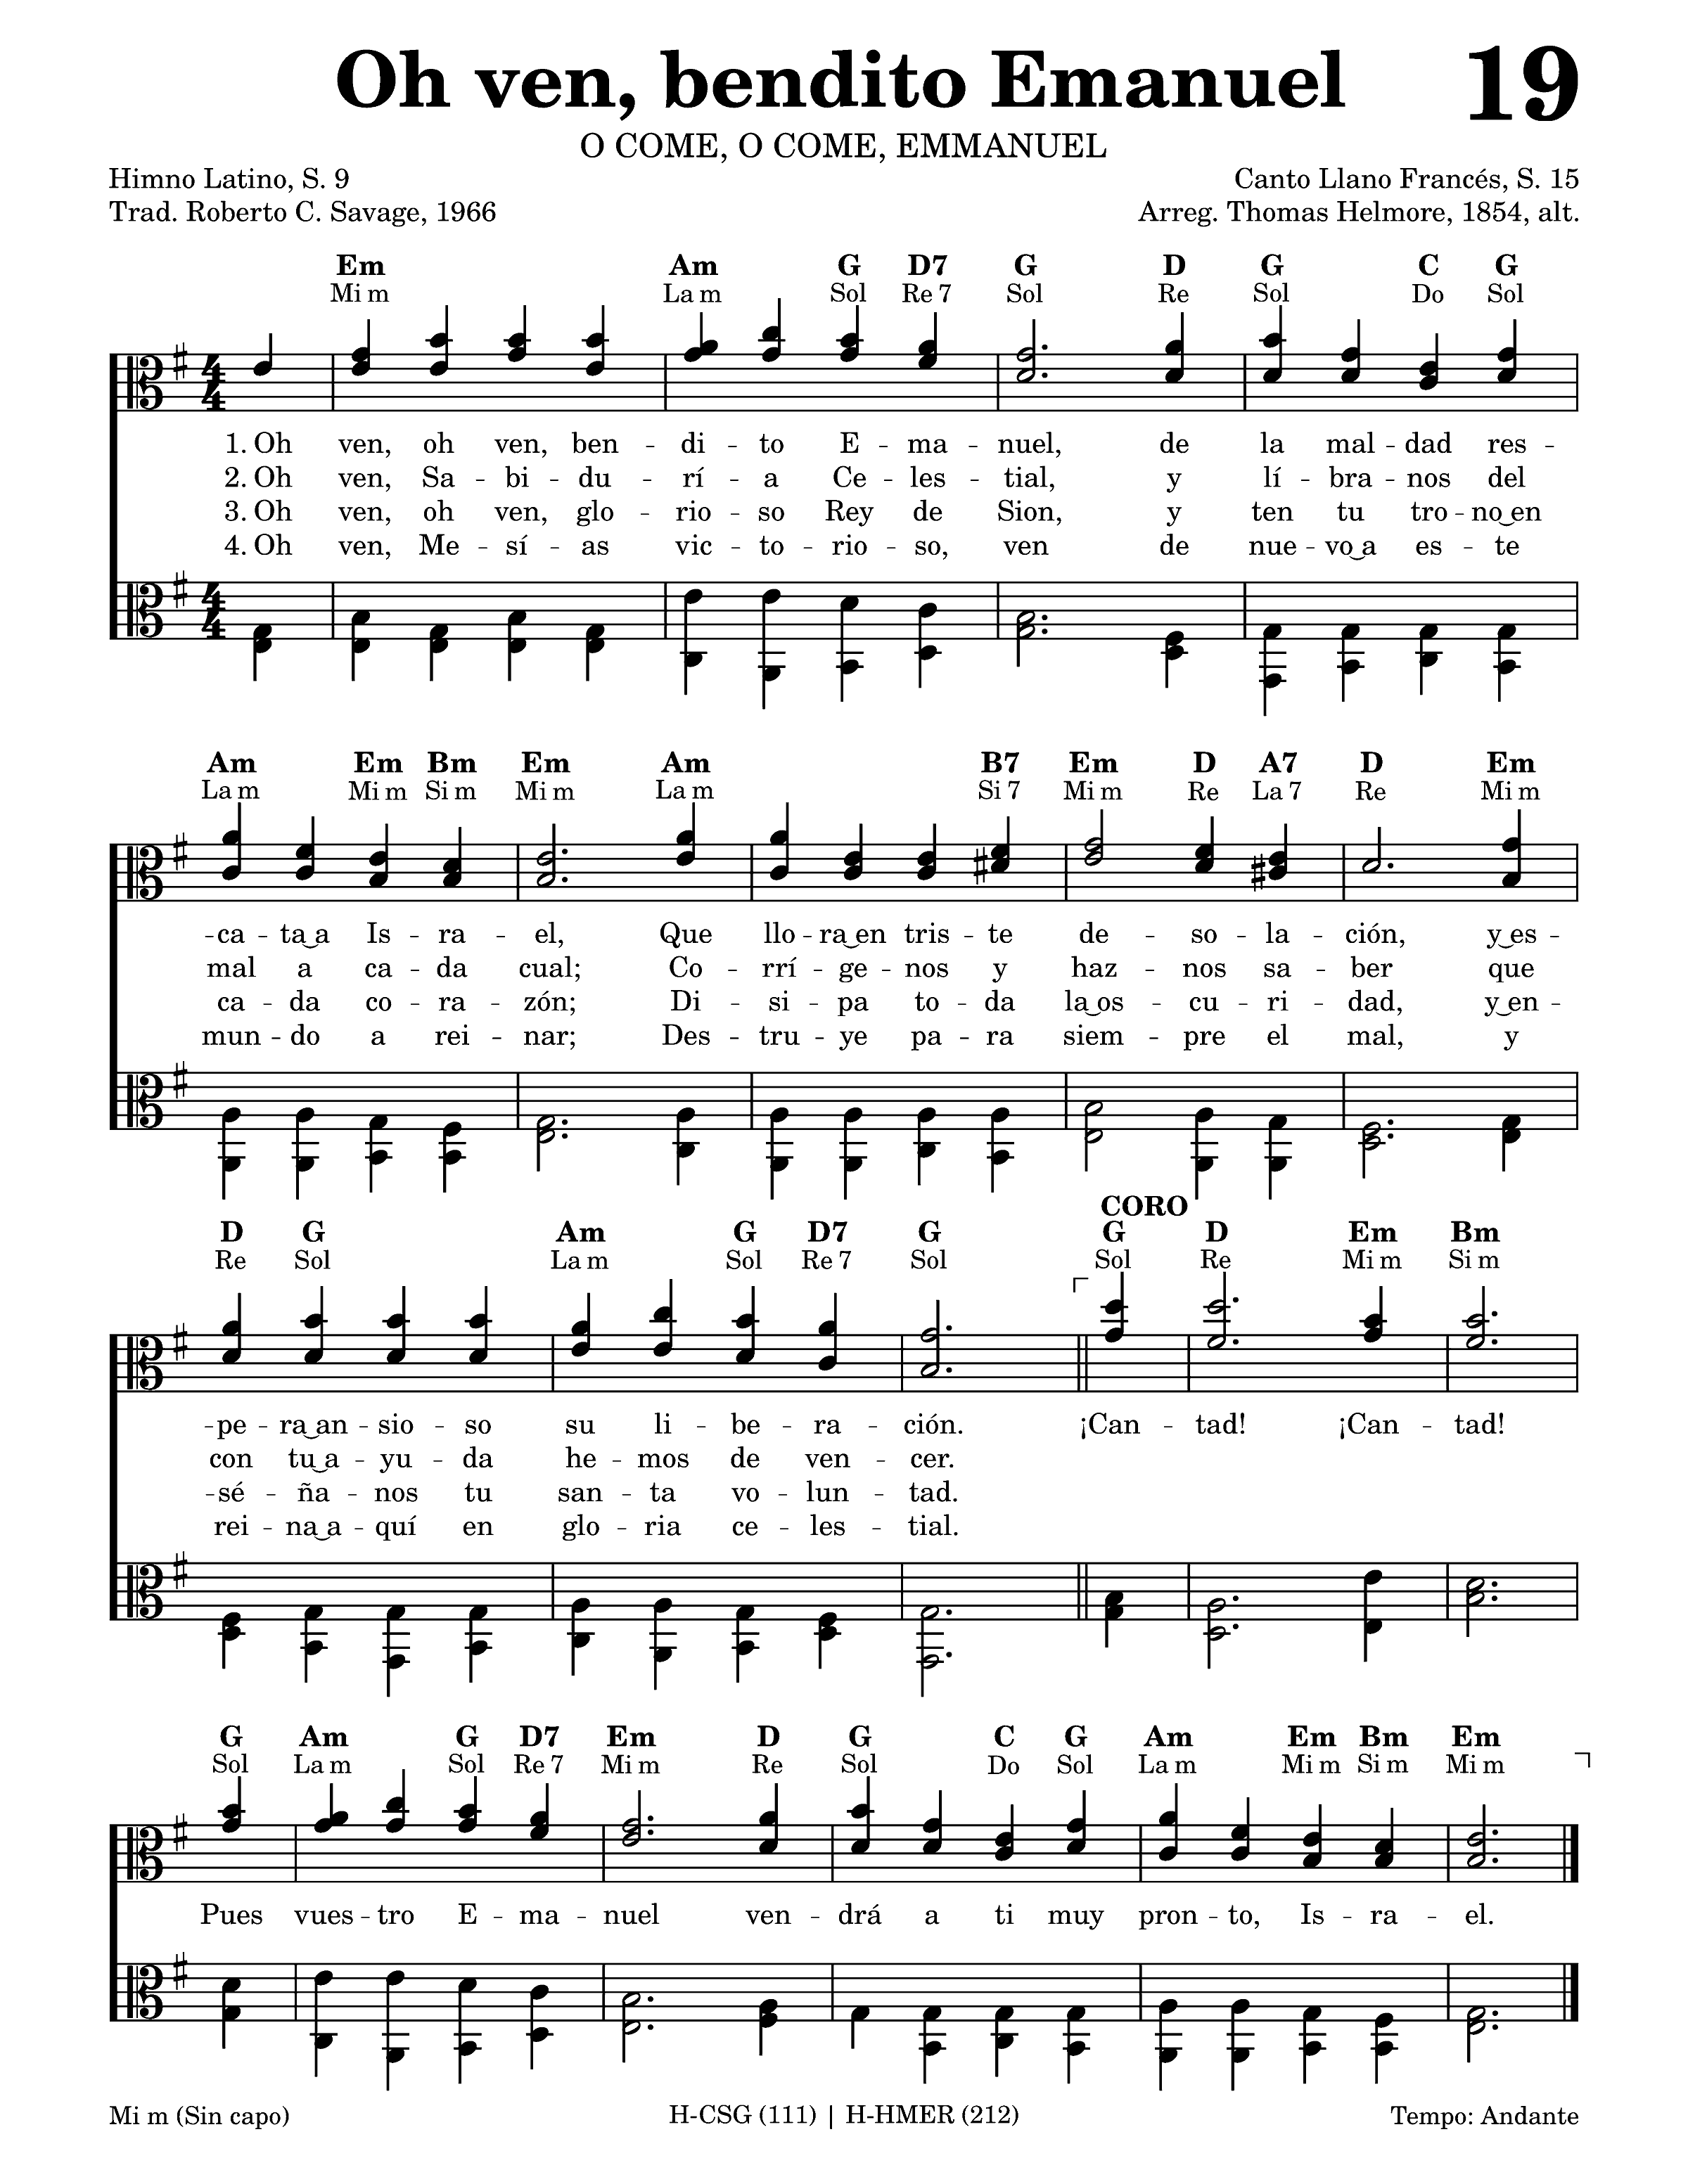 Oh ven, bendito Emanuel 19
O COME, O COME, EMMANUEL
Himno Latino, S. 9 Canto Llano Francés, S. 15
Trad. Roberto C. Savage, 1966 Arreg. Thomas Helmore, 1854, alt.
Em Am G D7 G D G C G
Mi m La m Sol Re 7 Sol Re Sol Do Sol
4 4
1. Oh ven, oh ven, ben - di - to E - ma - nuel, de la mal - dad res -
2. Oh ven, Sa - bi - du - rí - a Ce - les - tial, y lí - bra - nos del
3. Oh ven, oh ven, glo - rio - so Rey de Sion, y ten tu tro - no‿en
4. Oh ven, Me - sí - as vic - to - rio - so, ven de nue - vo‿a es - te
4 4
Am Em Bm Em Am B7 Em D A7 D Em
La m Mi m Si m Mi m La m Si 7 Mi m Re La 7 Re Mi m
- ca - ta‿a Is - ra - el, Que llo - ra‿en tris - te de - so - la - ción, y‿es -
mal a ca - da cual; Co - rrí - ge - nos y haz - nos sa - ber que
ca - da co - ra - zón; Di - si - pa to - da la‿os - cu - ri - dad, y‿en -
mun - do a rei - nar; Des - tru - ye pa - ra siem - pre el mal, y
CORO
D G Am G D7 G G D Em Bm
Re Sol La m Sol Re 7 Sol Sol Re Mi m Si m
- pe - ra‿an - sio - so su li - be - ra - ción. ¡Can - tad! ¡Can - tad!
con tu‿a - yu - da he - mos de ven - cer.
- sé - ña - nos tu san - ta vo - lun - tad.
rei - na‿a - quí en glo - ria ce - les - tial.
G Am G D7 Em D G C G Am Em Bm Em
Sol La m Sol Re 7 Mi m Re Sol Do Sol La m Mi m Si m Mi m
Pues vues - tro E - ma - nuel ven - drá a ti muy pron - to, Is - ra - el.
Mi m (Sin capo) H-CSG (111) | H-HMER (212) Tempo: Andante